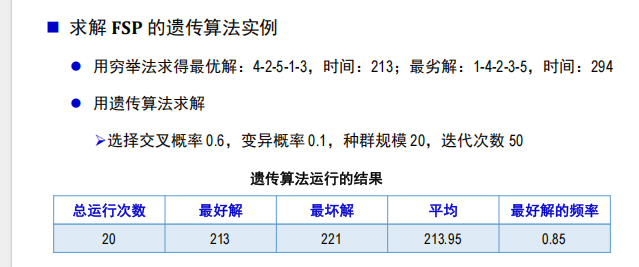 求解 FSP 的遗传算法实例
用穷举法求得最优解：4-2-5-1-3，时间：213；最劣解：1-4-2-3-5，时间：294
用遗传算法求解
选择交叉概率 0.6，变异概率 0.1，种群规模 20，迭代次数 50
遗传算法运行的结果
总运行次数 最好解 最坏解 平均 最好解的频率
20 213 221 213.95 0.85